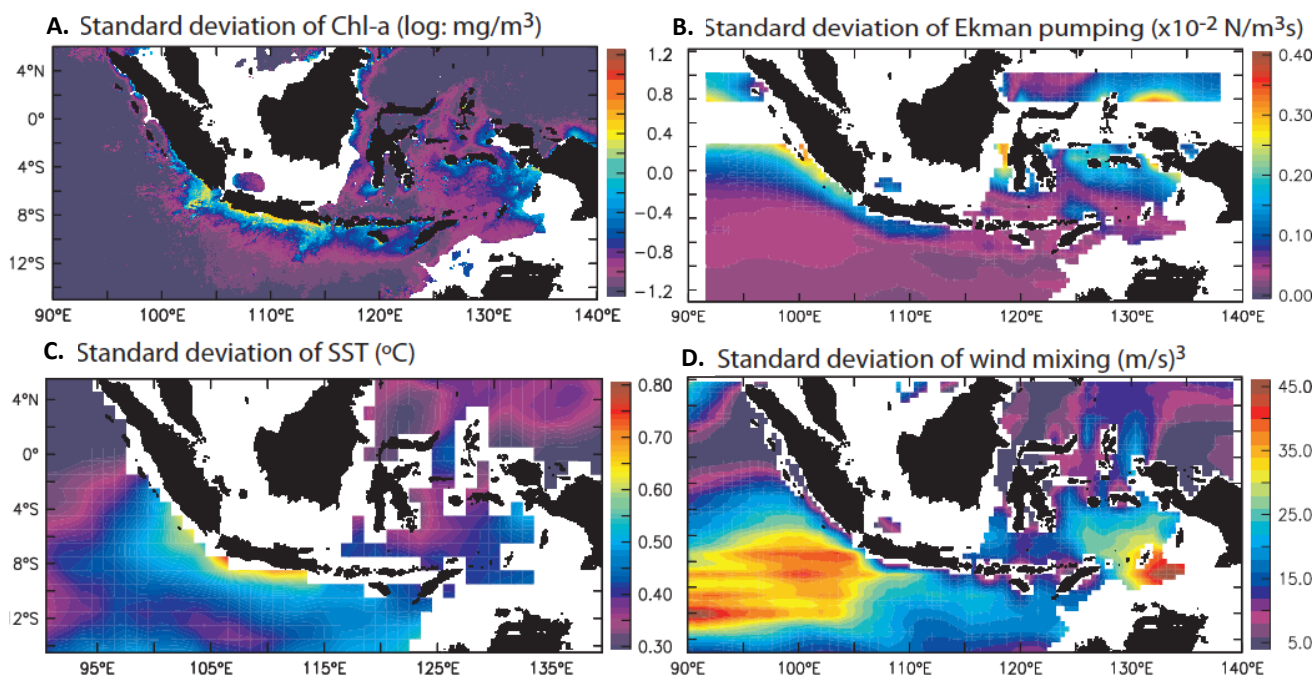 A. Standard deviation of Chl-a (log: mg/m³)
4°N
0°
4°S
8°S
12°S
90°E 100°E 110°E 120°E 130°E 140°E
1.2
0.8
0.4
0.0
−0.4
−0.8
−1.2
B. Standard deviation of Ekman pumping (x10⁻² N/m³s)
90°E 100°E 110°E 120°E 130°E 140°E
0.40
0.30
0.20
0.10
0.00
C. Standard deviation of SST (ºC)
4°N
0°
4°S
8°S
2°S
95°E 105°E 115°E 125°E 135°E
0.80
0.70
0.60
0.50
0.40
0.30
D. Standard deviation of wind mixing (m/s)³
90°E 100°E 110°E 120°E 130°E 140°E
45.0
35.0
25.0
15.0
5.0